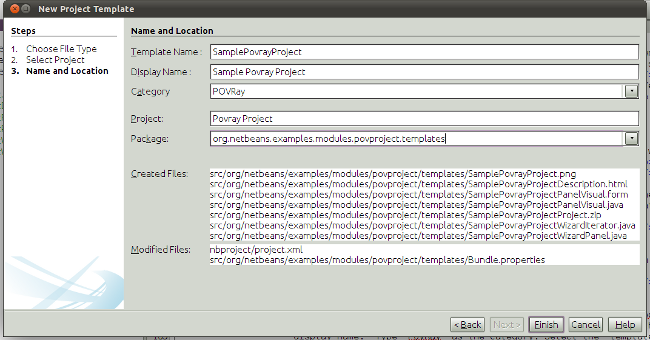 New Project Template
Steps
1. Choose File Type
2. Select Project
3. Name and Location
Name and Location
Template Name: SamplePovrayProject
Display Name: Sample Povray Project
Category POVRay
Project: Povray Project
Package: org.netbeans.examples.modules.povproject.templates
Created Files: src/org/netbeans/examples/modules/povproject/templates/SamplePovrayProject.png
src/org/netbeans/examples/modules/povproject/templates/SamplePovrayProjectDescription.html
src/org/netbeans/examples/modules/povproject/templates/SamplePovrayProjectPanelVisual.form
src/org/netbeans/examples/modules/povproject/templates/SamplePovrayProjectPanelVisual.java
src/org/netbeans/examples/modules/povproject/templates/SamplePovrayProjectProject.zip
src/org/netbeans/examples/modules/povproject/templates/SamplePovrayProjectWizardIterator.java
src/org/netbeans/examples/modules/povproject/templates/SamplePovrayProjectWizardPanel.java
Modified Files: nbproject/project.xml
src/org/netbeans/examples/modules/povproject/templates/Bundle.properties
< Back Next > Finish Cancel Help